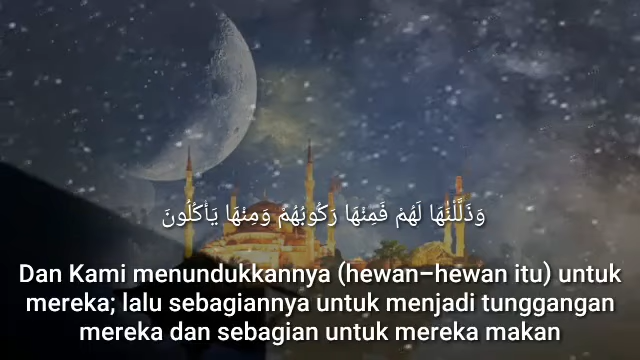 وَذَلَّلْنَٰهَا لَهُمْ فَمِنْهَا رَكُوبُهُمْ وَمِنْهَا يَأْكُلُونَ
Dan Kami menundukkannya (hewan–hewan itu) untuk
mereka; lalu sebagiannya untuk menjadi tunggangan
mereka dan sebagian untuk mereka makan